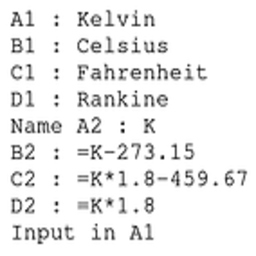 A1 : Kelvin
B1 : Celsius
C1 : Fahrenheit
D1 : Rankine
Name A2 : K
B2 : =K-273.15
C2 : =K*1.8-459.67
D2 : =K*1.8
Input in A1